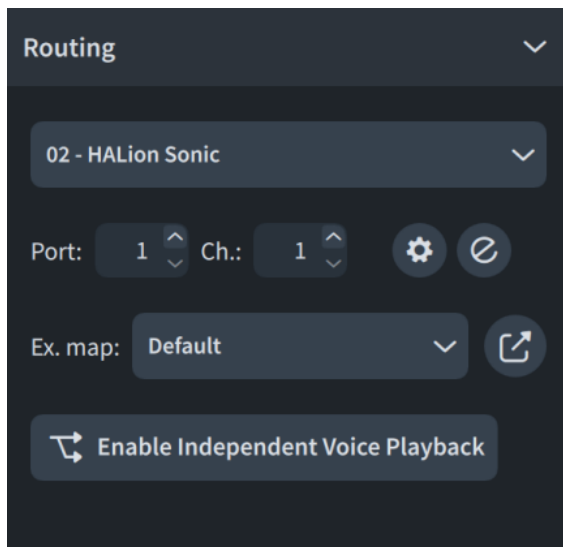 Routing
02 - HALion Sonic
Port: 1 Ch.: 1
Ex. map: Default
Enable Independent Voice Playback